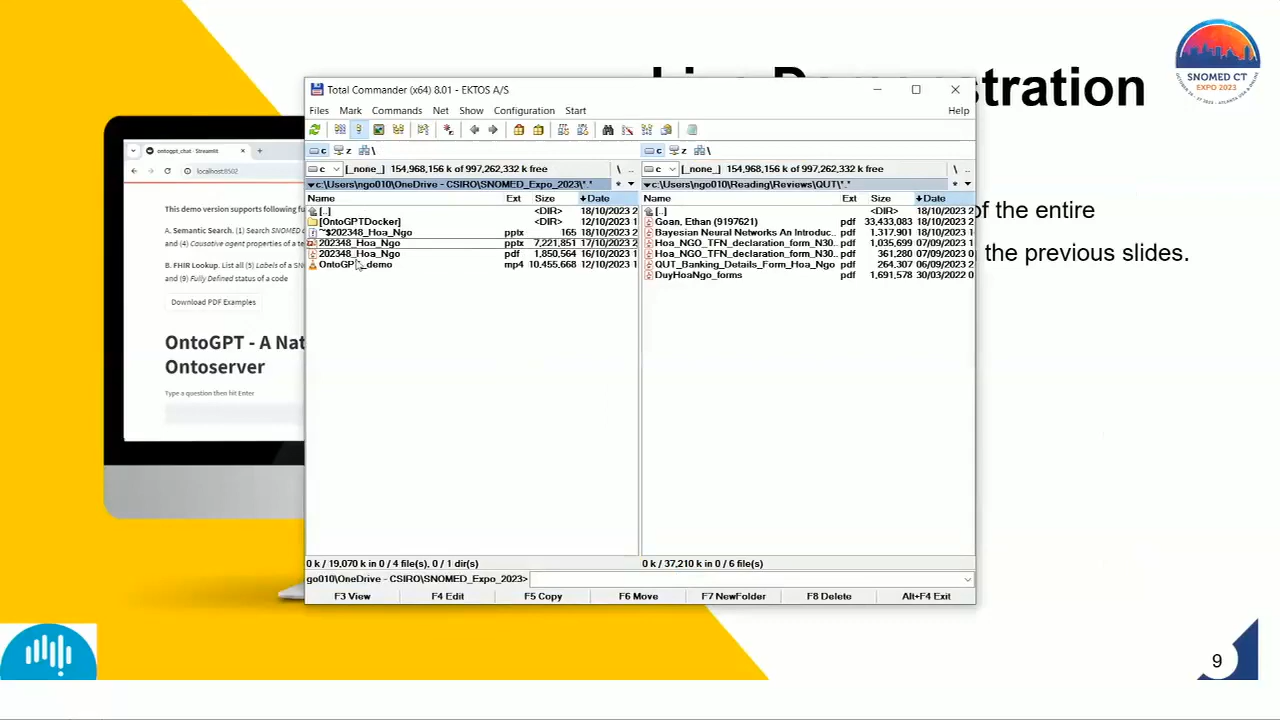 Live Demonstration
SNOMED CT
EXPO 2023
Total Commander (x64) 8.01 - EKTOS A/S
Files Mark Commands Net Show Configuration Start Help
c z \ c z \
c [_none_] 154,968,156 k of 997,262,332 k free \ .. c [_none_] 154,968,156 k of 997,262,332 k free \ ..
c:\Users\ngo010\OneDrive - CSIRO\SNOMED_Expo_2023\*.* c:\Users\ngo010\Reading\Reviews\QUT\*.*
Name Ext Size Date Name Ext Size Date
[..] <DIR> 18/10/2023 2 [..] <DIR> 18/10/2023
[OntoGPTDocker] <DIR> 12/10/2023 2 Goan, Ethan (9197621) pdf 33,433,083 18/10/2023
~$202348_Hoa_Ngo pptx 165 18/10/2023 2 Bayesian Neural Networks An Introduc... pdf 1,317,901 18/10/2023
202348_Hoa_Ngo pptx 7,221,851 17/10/2023 2 Hoa_NGO_TFN_declaration_form_N30... pdf 1,035,699 07/09/2023
202348_Hoa_Ngo pdf 1,850,564 16/10/2023 1 Hoa_NGO_TFN_declaration_form_N30... pdf 361,280 07/09/2023
OntoGPT_demo mp4 10,455,668 12/10/2023 1 QUT_Banking_Details_Form_Hoa_Ngo pdf 264,307 06/09/2023
DuyHoaNgo_forms pdf 1,691,578 30/03/2022 0
0 k / 19,070 k in 0 / 4 file(s), 0 / 1 dir(s) 0 k / 37,210 k in 0 / 6 file(s)
go010\OneDrive - CSIRO\SNOMED_Expo_2023>
F3 View F4 Edit F5 Copy F6 Move F7 NewFolder F8 Delete Alt+F4 Exit
of the entire
the previous slides.
ontogpt_chat · Streamlit
localhost:8502
This demo version supports following fu
A. Semantic Search. (1) Search SNOMED
and (4) Causative agent properties of a te
B. FHIR Lookup. List all (5) Labels of a SN
and (9) Fully Defined status of a code
Download PDF Examples
OntoGPT - A Nat
Ontoserver
Type a question then hit Enter
9